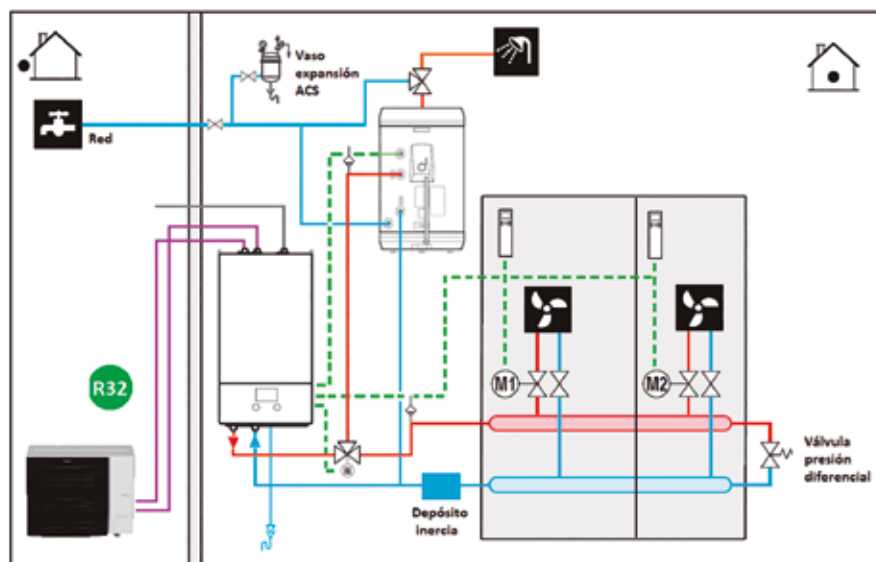 Vaso
expansión
ACS
Red
R32
M1
M2
Válvula
presión
diferencial
Depósito
inercia